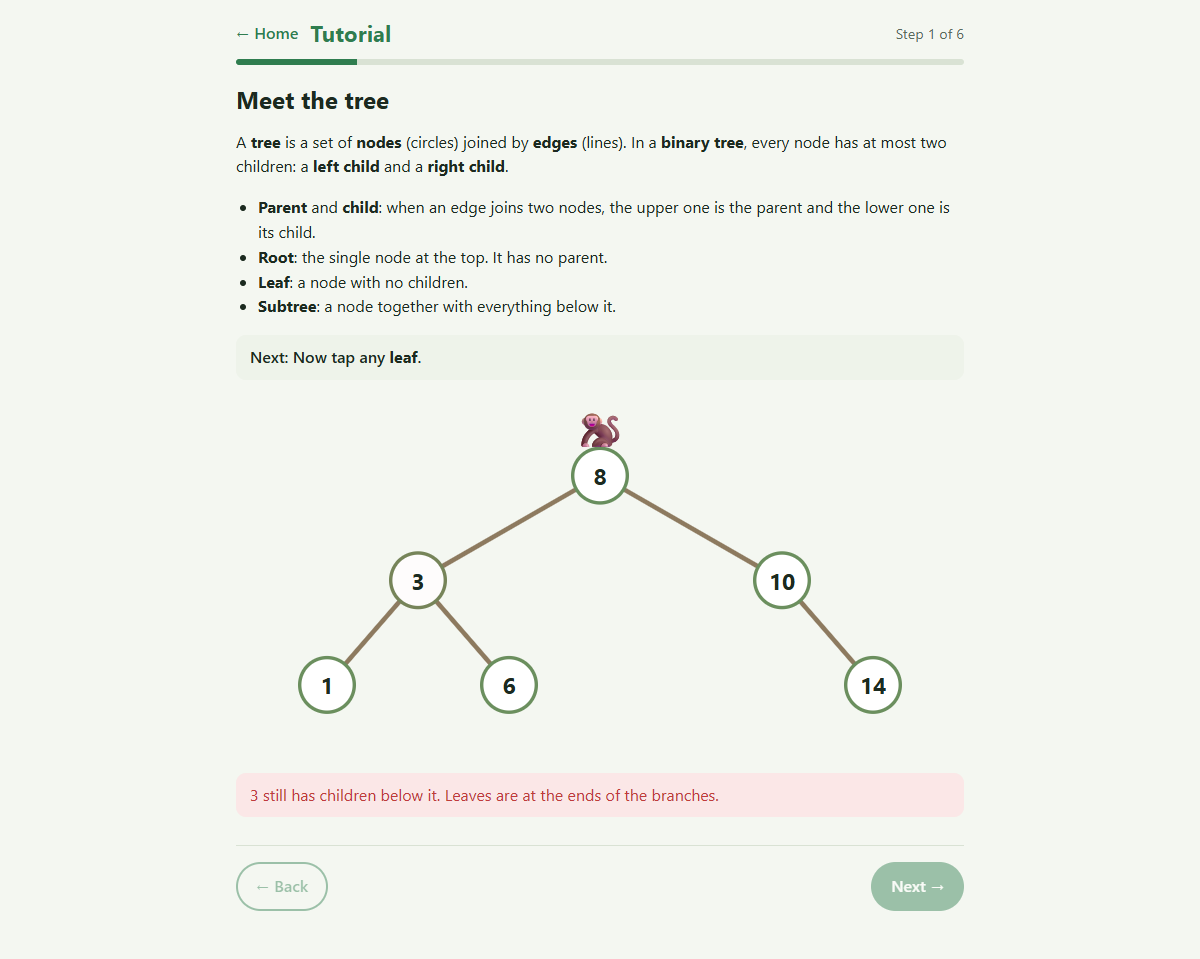 ← Home Tutorial Step 1 of 6
Meet the tree
A tree is a set of nodes (circles) joined by edges (lines). In a binary tree, every node has at most two
children: a left child and a right child.
• Parent and child: when an edge joins two nodes, the upper one is the parent and the lower one is
its child.
• Root: the single node at the top. It has no parent.
• Leaf: a node with no children.
• Subtree: a node together with everything below it.
Next: Now tap any leaf.
8
3 10
1 6 14
3 still has children below it. Leaves are at the ends of the branches.
← Back Next →